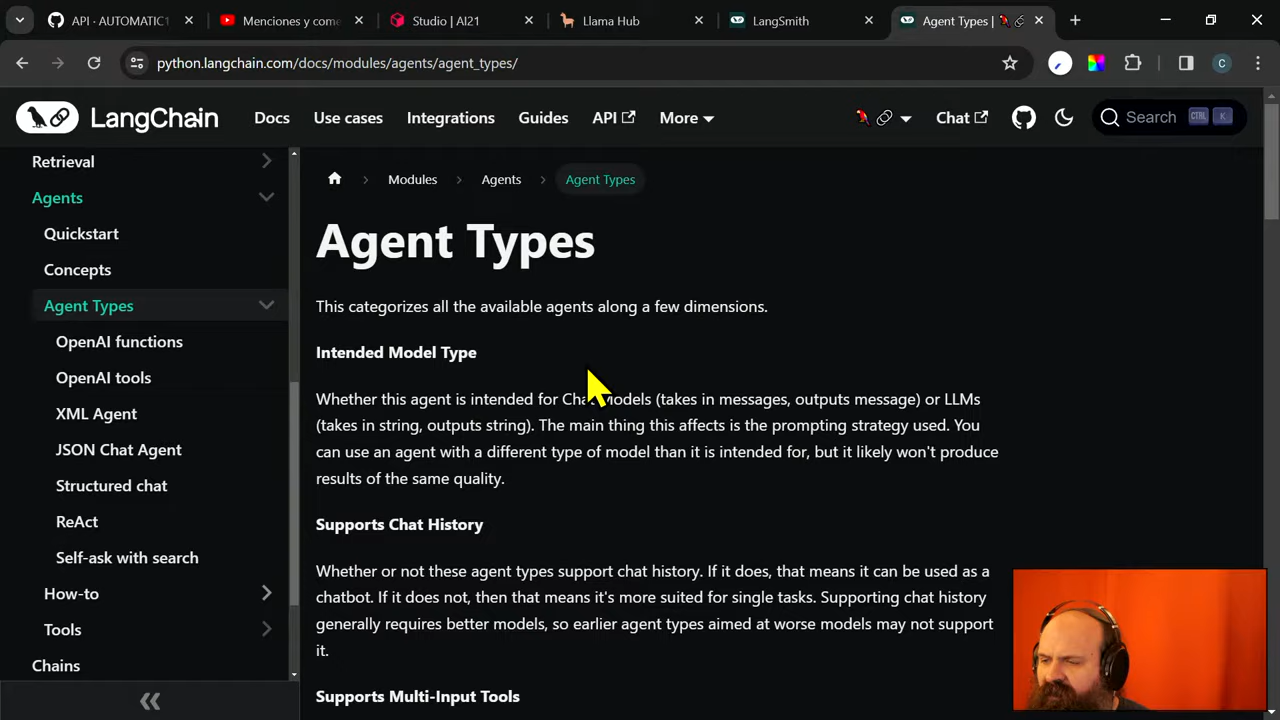 API · AUTOMATIC1
Menciones y come
Studio | AI21
Llama Hub
LangSmith
Agent Types |
python.langchain.com/docs/modules/agents/agent_types/
C
LangChain
Docs
Use cases
Integrations
Guides
API
More
Chat
Search
CTRL
K
Retrieval
Agents
Quickstart
Concepts
Agent Types
OpenAI functions
OpenAI tools
XML Agent
JSON Chat Agent
Structured chat
ReAct
Self-ask with search
How-to
Tools
Chains
Modules
Agents
Agent Types
Agent Types
This categorizes all the available agents along a few dimensions.
Intended Model Type
Whether this agent is intended for Chat Models (takes in messages, outputs message) or LLMs
(takes in string, outputs string). The main thing this affects is the prompting strategy used. You
can use an agent with a different type of model than it is intended for, but it likely won't produce
results of the same quality.
Supports Chat History
Whether or not these agent types support chat history. If it does, that means it can be used as a
chatbot. If it does not, then that means it's more suited for single tasks. Supporting chat history
generally requires better models, so earlier agent types aimed at worse models may not support
it.
Supports Multi-Input Tools